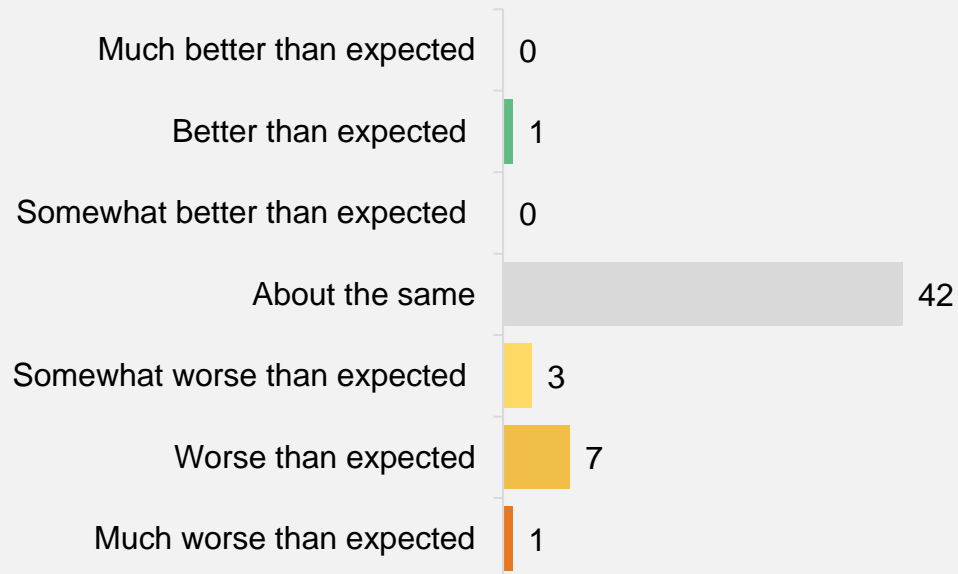 Much better than expected 0
Better than expected 1
Somewhat better than expected 0
About the same 42
Somewhat worse than expected 3
Worse than expected 7
Much worse than expected 1